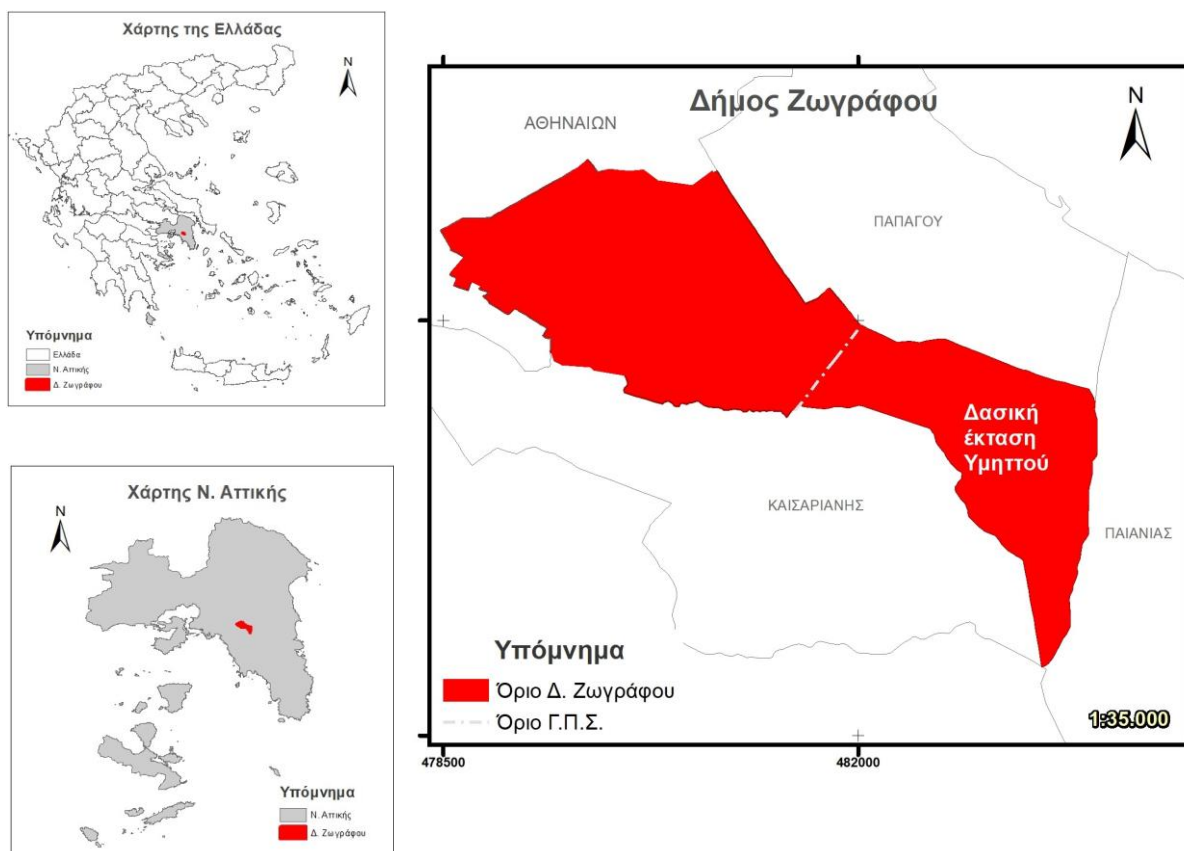 Χάρτης της Ελλάδας
N
Υπόμνημα
Ελλάδα
Ν. Αττικής
Δ. Ζωγράφου
Χάρτης Ν. Αττικής
N
Υπόμνημα
Ν. Αττικής
Δ. Ζωγράφου
Δήμος Ζωγράφου
N
ΑΘΗΝΑΙΩΝ
ΠΑΠΑΓΟΥ
Δασική
έκταση
Υμηττού
ΚΑΙΣΑΡΙΑΝΗΣ
ΠΑΙΑΝΙΑΣ
Υπόμνημα
Όριο Δ. Ζωγράφου
Όριο Γ.Π.Σ.
1:35.000
478500
482000